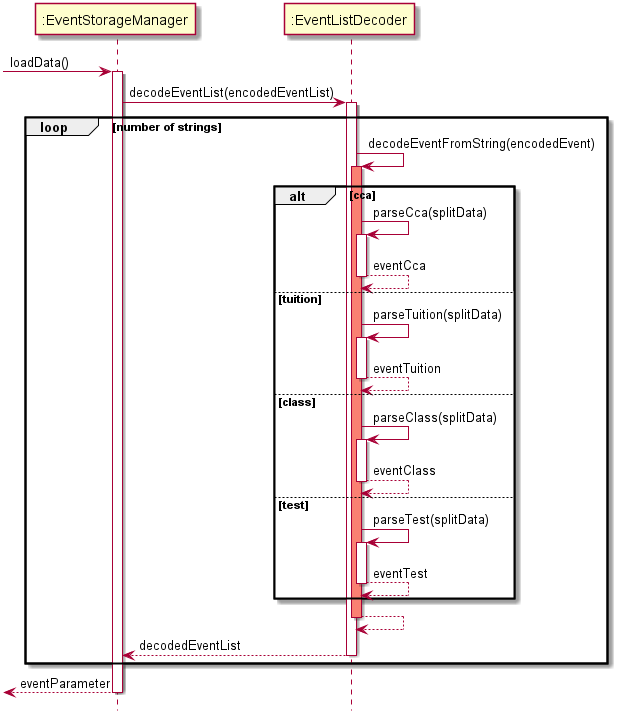 :EventStorageManager
:EventListDecoder
loadData()
decodeEventList(encodedEventList)
loop
[number of strings]
decodeEventFromString(encodedEvent)
alt
[cca]
parseCca(splitData)
eventCca
[tuition]
parseTuition(splitData)
eventTuition
[class]
parseClass(splitData)
eventClass
[test]
parseTest(splitData)
eventTest
decodedEventList
eventParameter